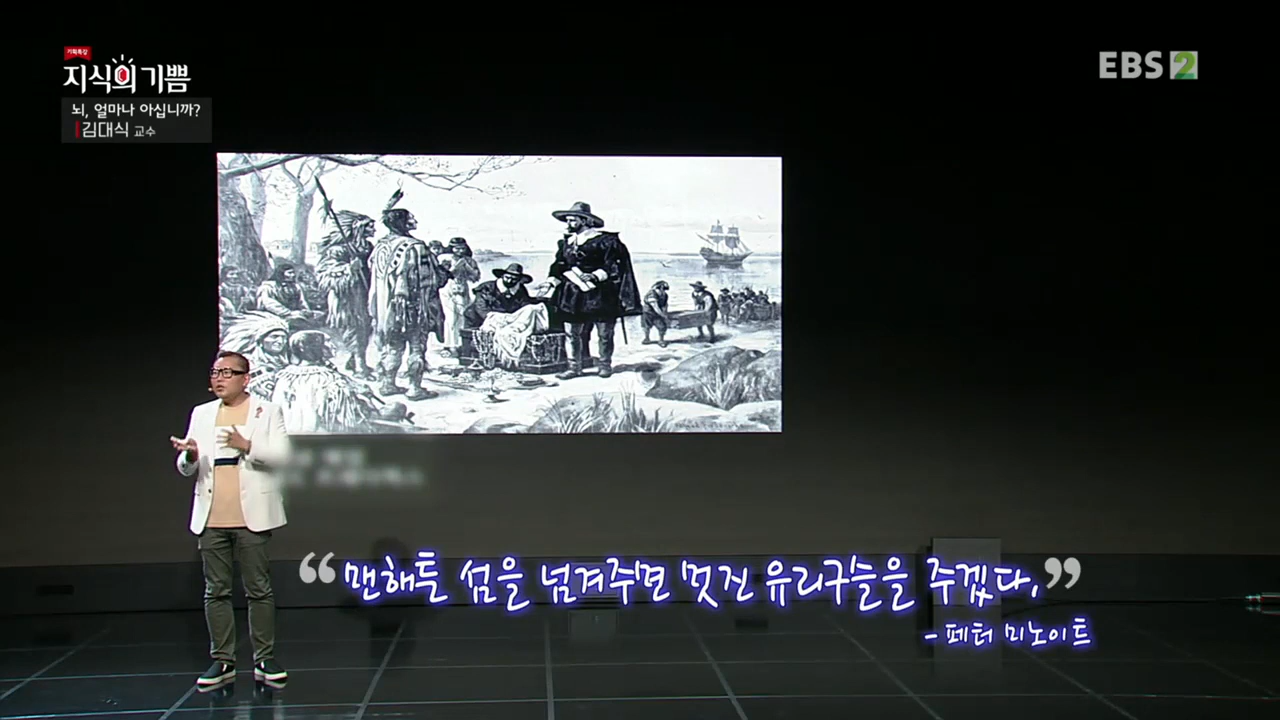 기획특강
지식의 기쁨
EBS2
뇌, 얼마나 아십니까?
김대식 교수
“맨해튼 섬을 넘겨주면 멋진 유리구슬을 주겠다.”
- 페터 미노이트